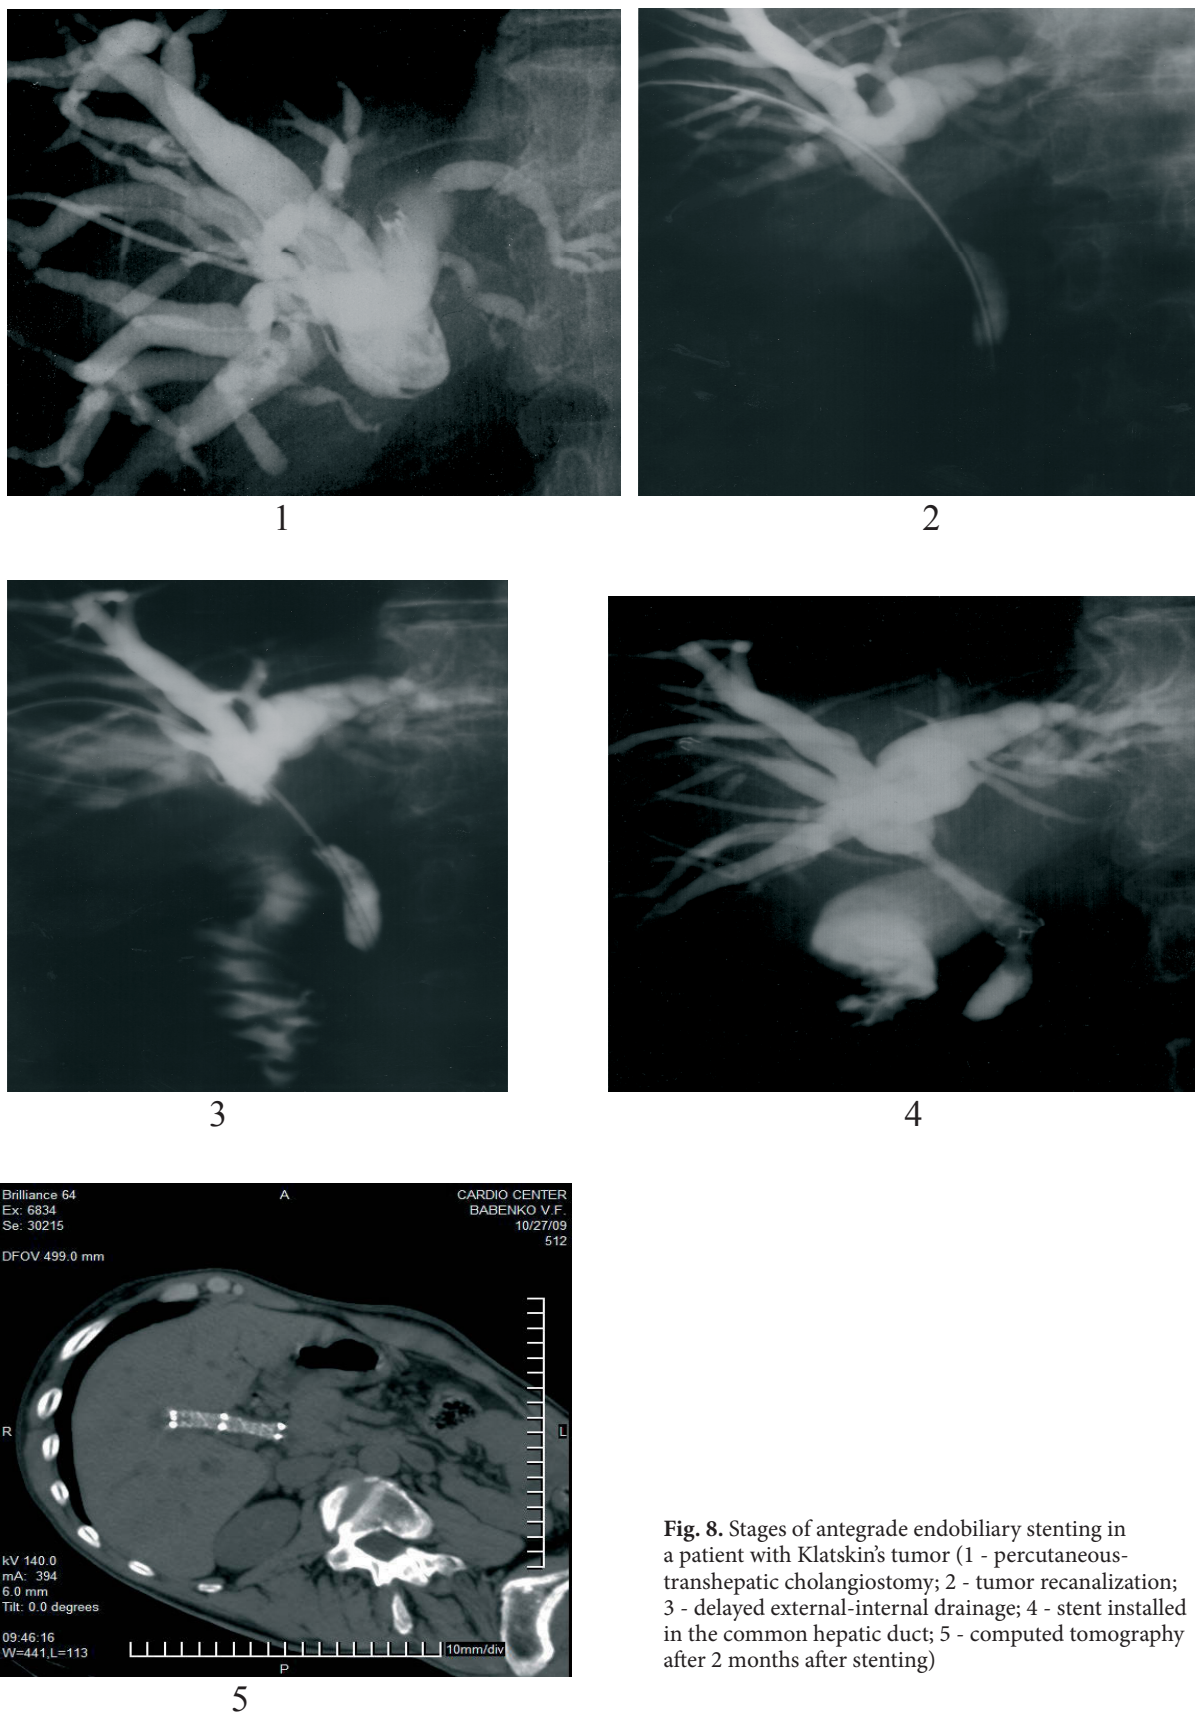 1
2
3
4
Brilliance 64
Ex: 6834
Se: 30215
DFOV 499.0 mm
A
CARDIO CENTER
BABENKO V.F.
10/27/09
512
R
L
kV 140.0
mA: 394
6.0 mm
Tilt: 0.0 degrees
09:46:16
W=441,L=113
10mm/div
P
5
Fig. 8. Stages of antegrade endobiliary stenting in
a patient with Klatskin's tumor (1 - percutaneous-
transhepatic cholangiostomy; 2 - tumor recanalization;
3 - delayed external-internal drainage; 4 - stent installed
in the common hepatic duct; 5 - computed tomography
after 2 months after stenting)